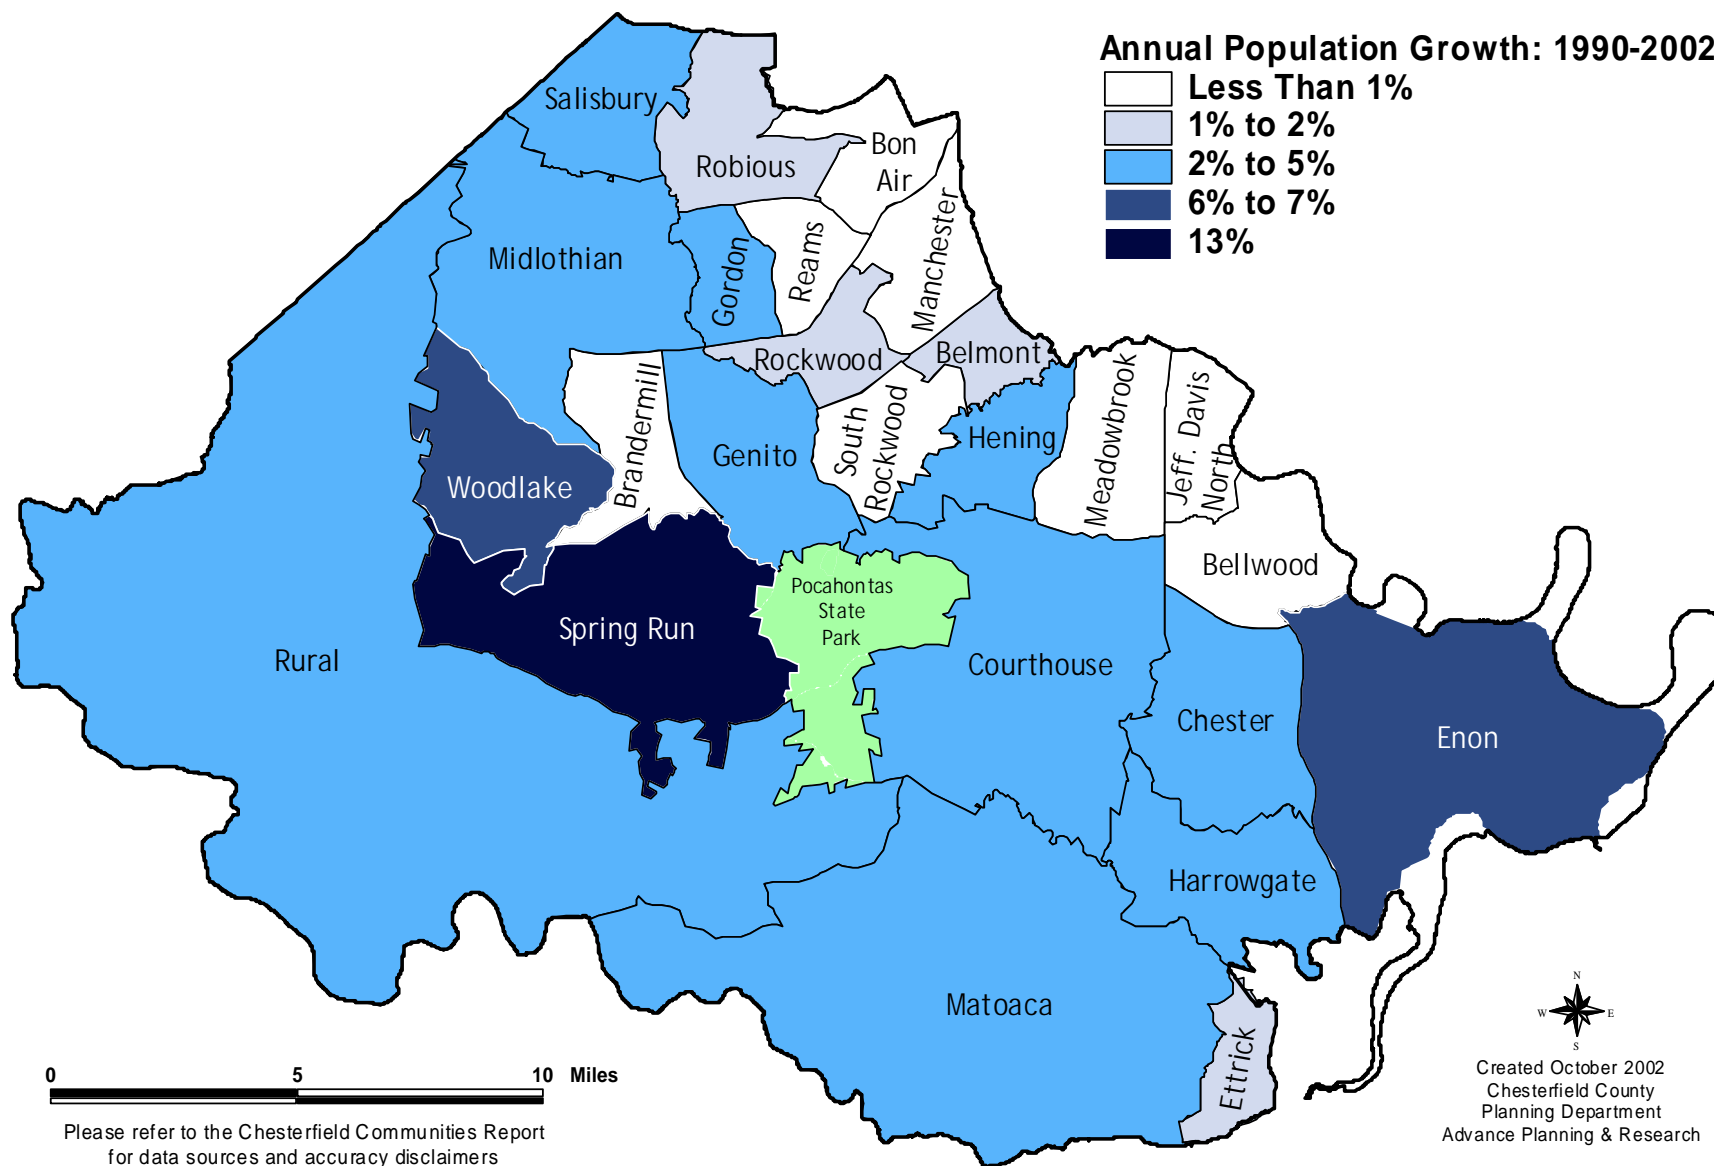 Annual Population Growth: 1990-2002
Less Than 1%
1% to 2%
2% to 5%
6% to 7%
13%
Salisbury
Robious
Bon
Air
Midlothian
Gordon
Reams
Manchester
Rockwood
Belmont
Brandermill
Genito
South
Rockwood
Hening
Meadowbrook
Jeff. Davis
North
Woodlake
Bellwood
Pocahontas
State
Park
Spring Run
Rural
Courthouse
Chester
Enon
Harrowgate
Matoaca
Ettrick
0 5 10 Miles
Please refer to the Chesterfield Communities Report
for data sources and accuracy disclaimers
N
W E
S
Created October 2002
Chesterfield County
Planning Department
Advance Planning & Research